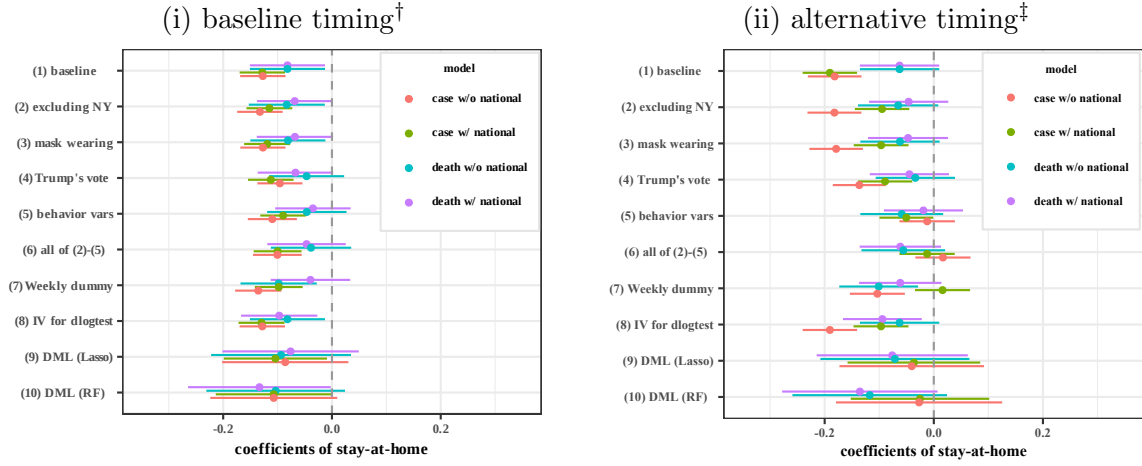 (i) baseline timing†
(1) baseline
(2) excluding NY
(3) mask wearing
(4) Trump's vote
(5) behavior vars
(6) all of (2)-(5)
(7) Weekly dummy
(8) IV for dlogtest
(9) DML (Lasso)
(10) DML (RF)
model
case w/o national
case w/ national
death w/o national
death w/ national
-0.2 0.0 0.2
coefficients of stay-at-home
(ii) alternative timing‡
(1) baseline
(2) excluding NY
(3) mask wearing
(4) Trump's vote
(5) behavior vars
(6) all of (2)-(5)
(7) Weekly dummy
(8) IV for dlogtest
(9) DML (Lasso)
(10) DML (RF)
model
case w/o national
case w/ national
death w/o national
death w/ national
-0.2 0.0 0.2
coefficients of stay-at-home